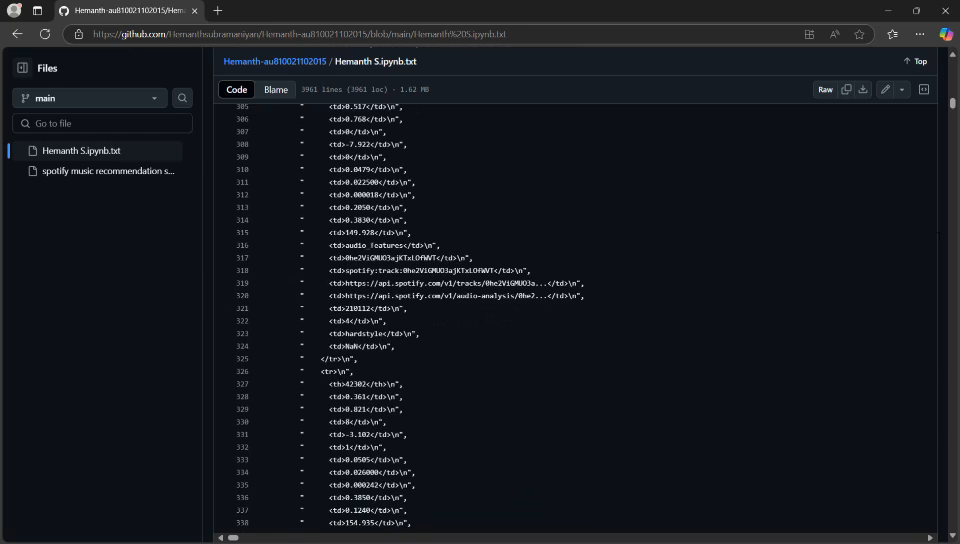 Hemanth-au810021102015/Hem
https://github.com/Hemanthsubramaniyan/Hemanth-au810021102015/blob/main/Hemanth%20S.ipynb.txt
Files
main
Go to file
Hemanth S.ipynb.txt
spotify music recommendation s...
Hemanth-au810021102015 / Hemanth S.ipynb.txt
Top
Code Blame 3961 lines (3961 loc) · 1.62 MB
Raw
305 " <td>0.517</td>\n",
306 " <td>0.768</td>\n",
307 " <td>0</td>\n",
308 " <td>-7.922</td>\n",
309 " <td>0</td>\n",
310 " <td>0.0479</td>\n",
311 " <td>0.022500</td>\n",
312 " <td>0.000018</td>\n",
313 " <td>0.2050</td>\n",
314 " <td>0.3830</td>\n",
315 " <td>149.928</td>\n",
316 " <td>audio_features</td>\n",
317 " <td>0he2ViGMUO3ajKTxLOfWVT</td>\n",
318 " <td>spotify:track:0he2ViGMUO3ajKTxLOfWVT</td>\n",
319 " <td>https://api.spotify.com/v1/tracks/0he2ViGMUO3a...</td>\n",
320 " <td>https://api.spotify.com/v1/audio-analysis/0he2...</td>\n",
321 " <td>210112</td>\n",
322 " <td>4</td>\n",
323 " <td>hardstyle</td>\n",
324 " <td>NaN</td>\n",
325 " </tr>\n",
326 " <tr>\n",
327 " <th>42302</th>\n",
328 " <td>0.361</td>\n",
329 " <td>0.821</td>\n",
330 " <td>8</td>\n",
331 " <td>-3.102</td>\n",
332 " <td>1</td>\n",
333 " <td>0.0505</td>\n",
334 " <td>0.026000</td>\n",
335 " <td>0.000242</td>\n",
336 " <td>0.3850</td>\n",
337 " <td>0.1240</td>\n",
338 " <td>154.935</td>\n",